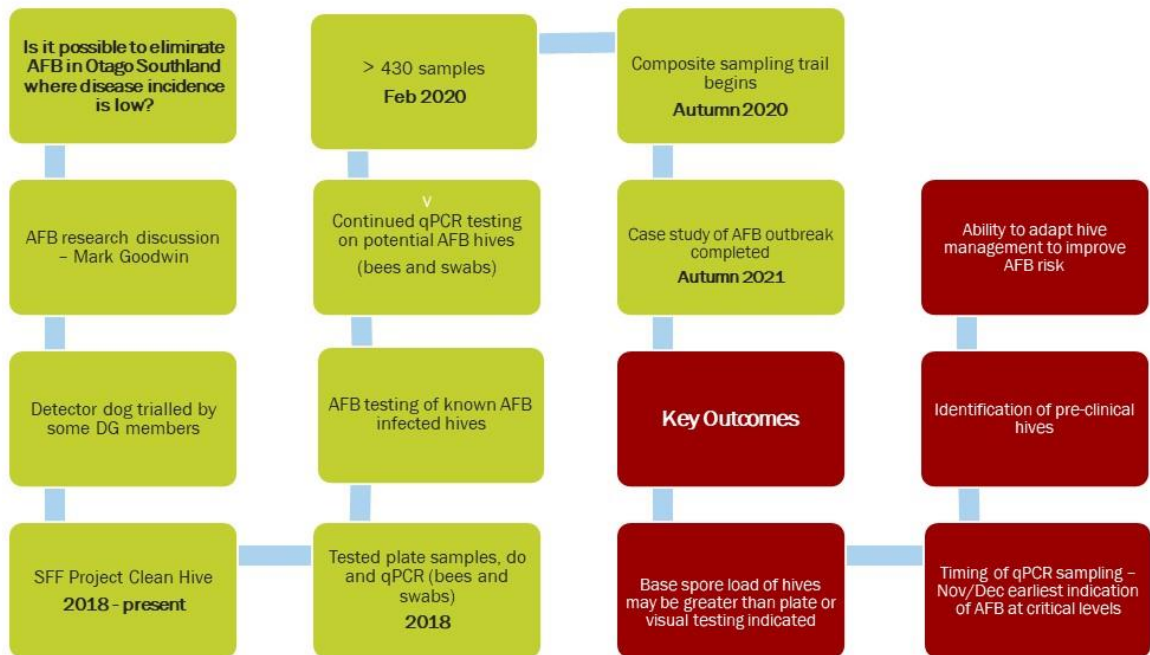 Is it possible to eliminate
AFB in Otago Southland
where disease incidence
is low?
AFB research discussion
– Mark Goodwin
Detector dog trialled by
some DG members
SFF Project Clean Hive
2018 - present
Tested plate samples, do
and qPCR (bees and
swabs)
2018
AFB testing of known AFB
infected hives
v
Continued qPCR testing
on potential AFB hives
(bees and swabs)
> 430 samples
Feb 2020
Composite sampling trail
begins
Autumn 2020
Case study of AFB outbreak
completed
Autumn 2021
Key Outcomes
Base spore load of hives
may be greater than plate or
visual testing indicated
Timing of qPCR sampling –
Nov/Dec earliest indication
of AFB at critical levels
Identification of pre-clinical
hives
Ability to adapt hive
management to improve
AFB risk